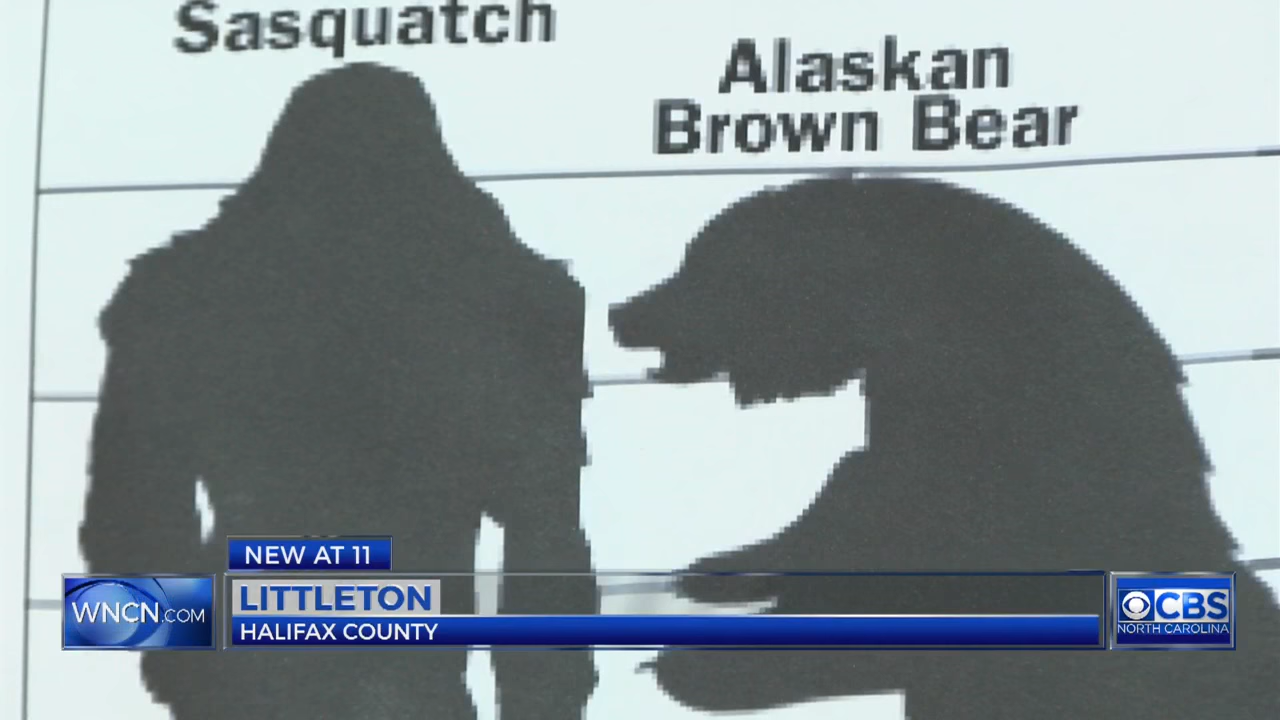 Sasquatch
Alaskan
Brown Bear
NEW AT 11
LITTLETON
HALIFAX COUNTY
WNCN.COM
CBS
NORTH CAROLINA